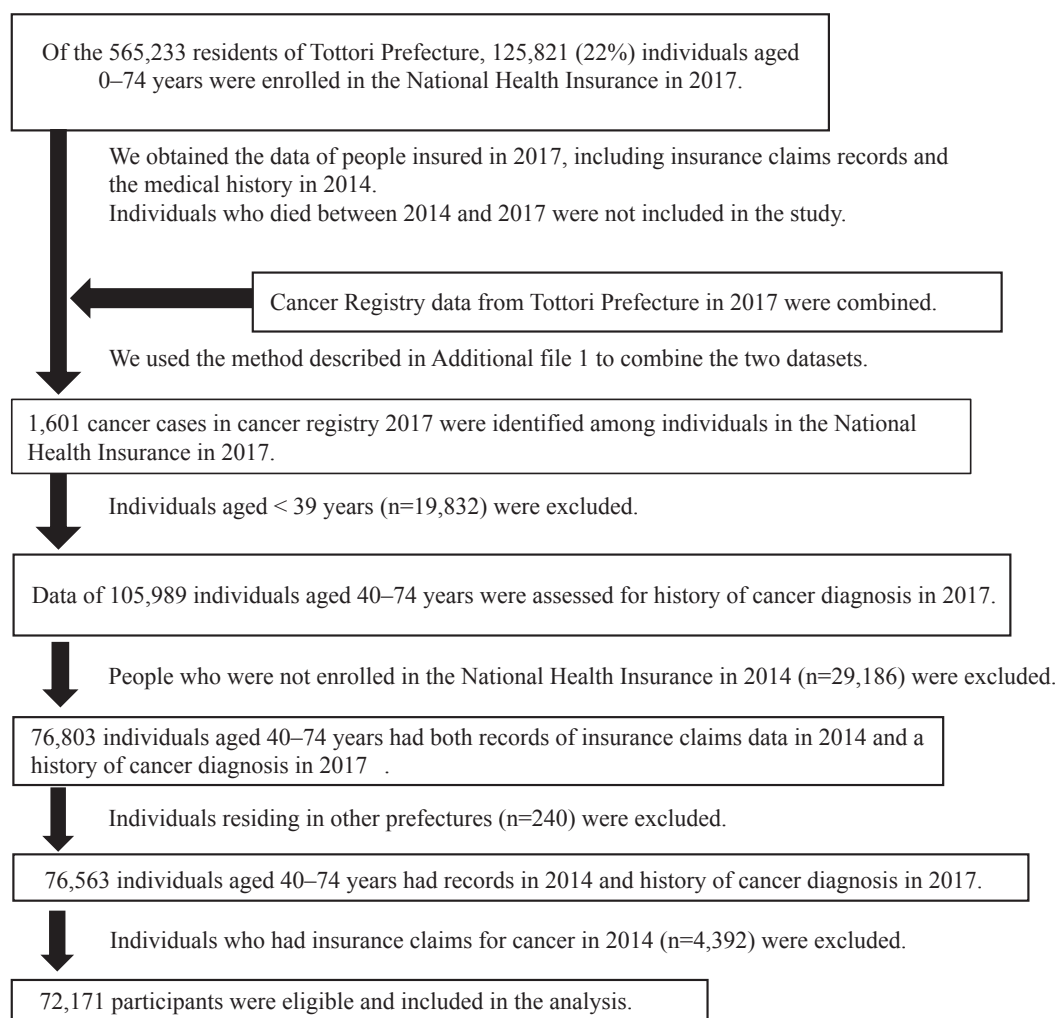 Of the 565,233 residents of Tottori Prefecture, 125,821 (22%) individuals aged
0–74 years were enrolled in the National Health Insurance in 2017.
We obtained the data of people insured in 2017, including insurance claims records and
the medical history in 2014.
Individuals who died between 2014 and 2017 were not included in the study.
Cancer Registry data from Tottori Prefecture in 2017 were combined.
We used the method described in Additional file 1 to combine the two datasets.
1,601 cancer cases in cancer registry 2017 were identified among individuals in the National
Health Insurance in 2017.
Individuals aged < 39 years (n=19,832) were excluded.
Data of 105,989 individuals aged 40–74 years were assessed for history of cancer diagnosis in 2017.
People who were not enrolled in the National Health Insurance in 2014 (n=29,186) were excluded.
76,803 individuals aged 40–74 years had both records of insurance claims data in 2014 and a
history of cancer diagnosis in 2017 .
Individuals residing in other prefectures (n=240) were excluded.
76,563 individuals aged 40–74 years had records in 2014 and history of cancer diagnosis in 2017.
Individuals who had insurance claims for cancer in 2014 (n=4,392) were excluded.
72,171 participants were eligible and included in the analysis.